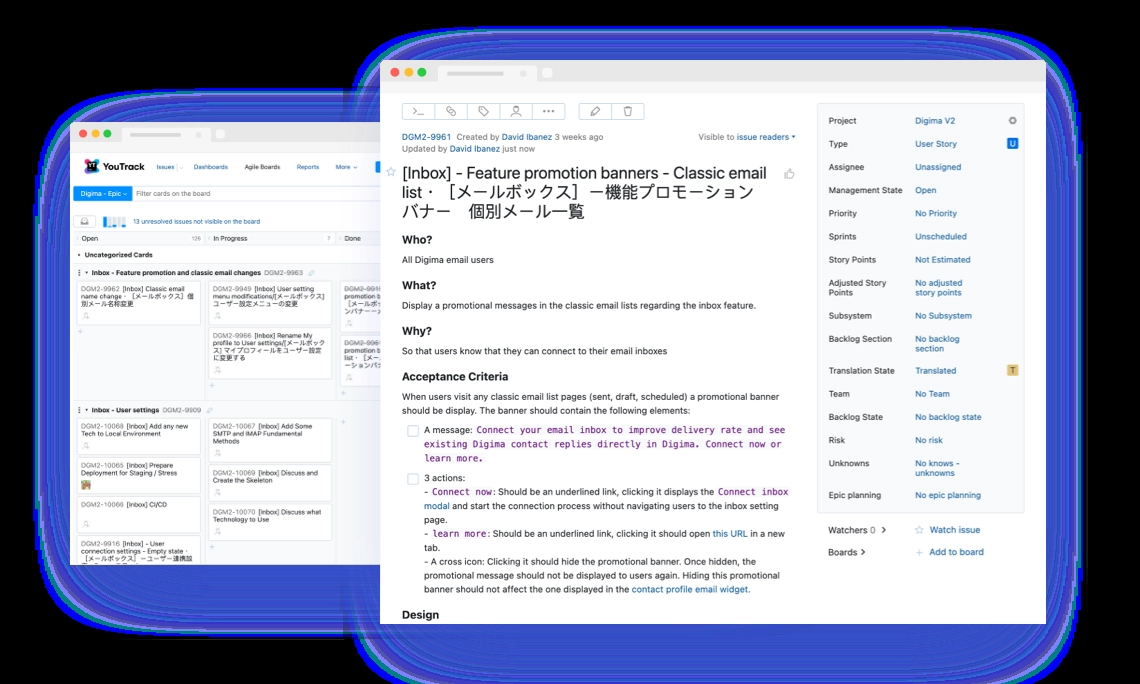 YouTrack Issues Dashboards Agile Boards Reports More
Digima - Epic Filter cards on the board
13 unresolved issues not visible on the board
Open 126 In Progress 7 Done
Uncategorized Cards
Inbox - Feature promotion and classic email changes DGM2-9963
DGM2-9962 [Inbox] Classic
email name change・［メールボックス］個
別メール名称変更
DGM2-9949 [Inbox] User setting
menu modifications/[メールボックス]
ユーザー設定メニューの変更
promotion b
DGM2-9966 [Inbox] Rename My
profile to User settings/[メールボック
ス] マイプロフィールをユーザー設定
に変更する
promotion b
Inbox - User settings DGM2-9909
DGM2-10068 [Inbox] Add any new
Tech to Local Environment
DGM2-10065 [Inbox] Prepare
Deployment for Staging / Stress
DGM2-10066 [Inbox] CI/CD
DGM2-9916 [Inbox] - User
connection settings - Empty state・
［メールボックス］ーユーザー連携設
DGM2-10067 [Inbox] Add Some
SMTP and IMAP Fundamental
Methods
DGM2-10069 [Inbox] Discuss and
Create the Skeleton
DGM2-10070 [Inbox] Discuss what
Technology to Use
DGM2-9961 Created by David Ibanez 3 weeks ago Visible to issue readers
Updated by David Ibanez just now
[Inbox] - Feature promotion banners - Classic email
list・［メールボックス］ー機能プロモーション
バナー　個別メール一覧
Who?
All Digima email users
What?
Display a promotional messages in the classic email lists regarding the inbox feature.
Why?
So that users know that they can connect to their email inboxes
Acceptance Criteria
When users visit any classic email list pages (sent, draft, scheduled) a promotional banner
should be display. The banner should contain the following elements:
A message: Connect your email inbox to improve delivery rate and see
existing Digima contact replies directly in Digima. Connect now or
learn more.
3 actions:
- Connect now: Should be an underlined link, clicking it displays the Connect inbox
modal and start the connection process without navigating users to the inbox setting
page.
- learn more: Should be an underlined link, clicking it should open this URL in a new
tab.
- A cross icon: Clicking it should hide the promotional banner. Once hidden, the
promotional message should not be displayed to users again. Hiding this promotional
banner should not affect the one displayed in the contact profile email widget.
Design
Project Digima V2
Type User Story U
Assignee Unassigned
Management State Open
Priority No Priority
Sprints Unscheduled
Story Points Not Estimated
Adjusted Story No adjusted
Points story points
Subsystem No Subsystem
Backlog Section No backlog
section
Translation State Translated T
Team No Team
Backlog State No backlog state
Risk No risk
Unknowns No knows -
unknowns
Epic planning No epic planning
Watchers 0 Watch issue
Boards Add to board